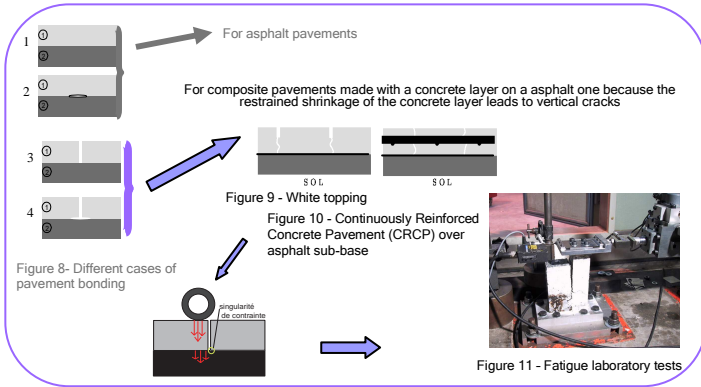 1
①
②
For asphalt pavements
2
①
②
For composite pavements made with a concrete layer on a asphalt one because the
restrained shrinkage of the concrete layer leads to vertical cracks
3
①
②
4
①
②
SOL
SOL
Figure 9 - White topping
Figure 10 - Continuously Reinforced
Concrete Pavement (CRCP) over
asphalt sub-base
Figure 8- Different cases of
pavement bonding
singularité
de contrainte
Figure 11 - Fatigue laboratory tests